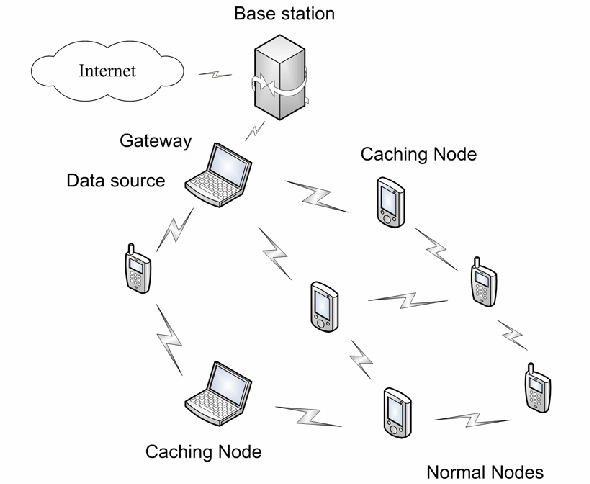 Base station
Internet
Gateway
Caching Node
Data source
Caching Node
Normal Nodes